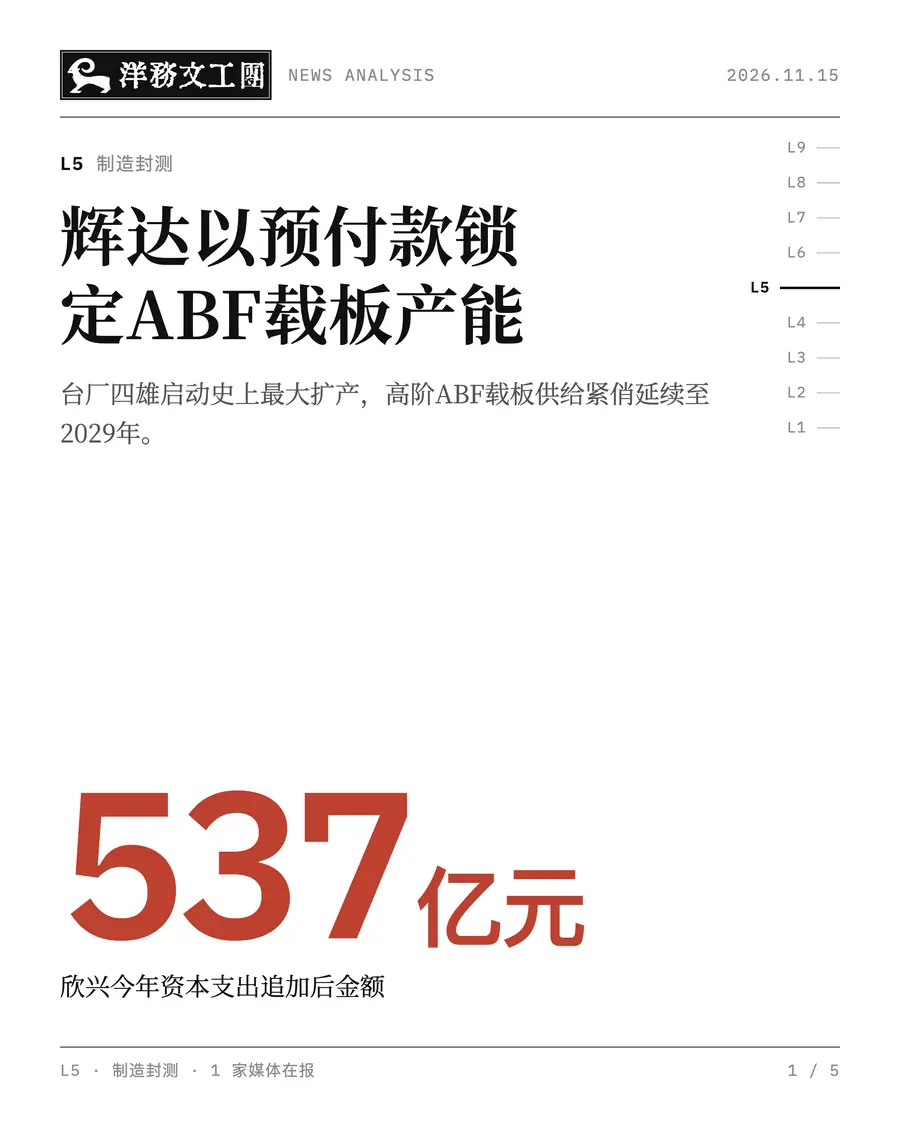 洋務文工團 NEWS ANALYSIS 2026.11.15
L5 制造封测
辉达以预付款锁
定ABF载板产能
台厂四雄启动史上最大扩产，高阶ABF载板供给紧俏延续至
2029年。
L9
L8
L7
L6
L5
L4
L3
L2
L1
537亿元
欣兴今年资本支出追加后金额
L5 · 制造封测 · 1 家媒体在报 1 / 5